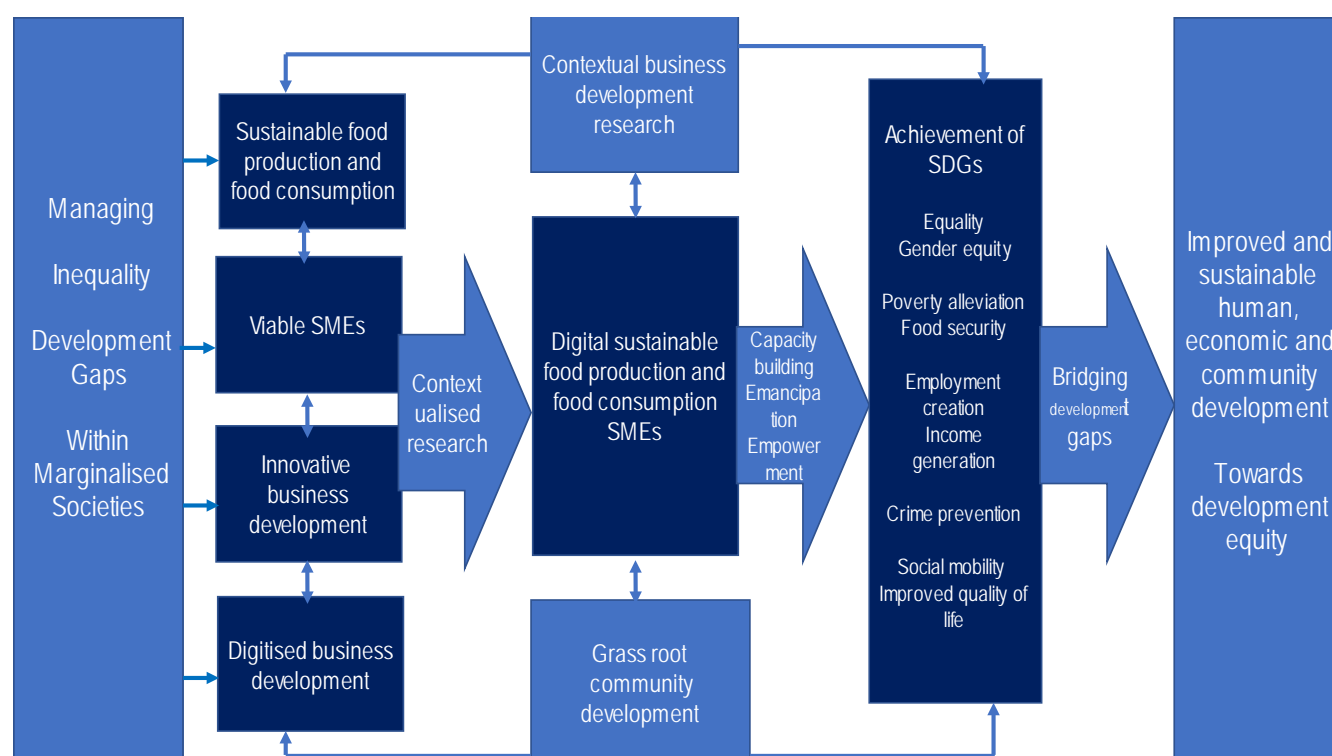 Managing
Inequality
Development
Gaps
Within
Marginalised
Societies
Sustainable food
production and
food consumption
Viable SMEs
Innovative
business
development
Digitised business
development
Context
ualised
research
Contextual business
development
research
Digital sustainable
food production and
food consumption
SMEs
Grass root
community
development
Capacity
building
Emancipa
tion
Empower
ment
Achievement of
SDGs
Equality
Gender equity
Poverty alleviation
Food security
Employment
creation
Income
generation
Crime prevention
Social mobility
Improved quality of
life
Bridging
development
gaps
Improved and
sustainable
human,
economic and
community
development
Towards
development
equity